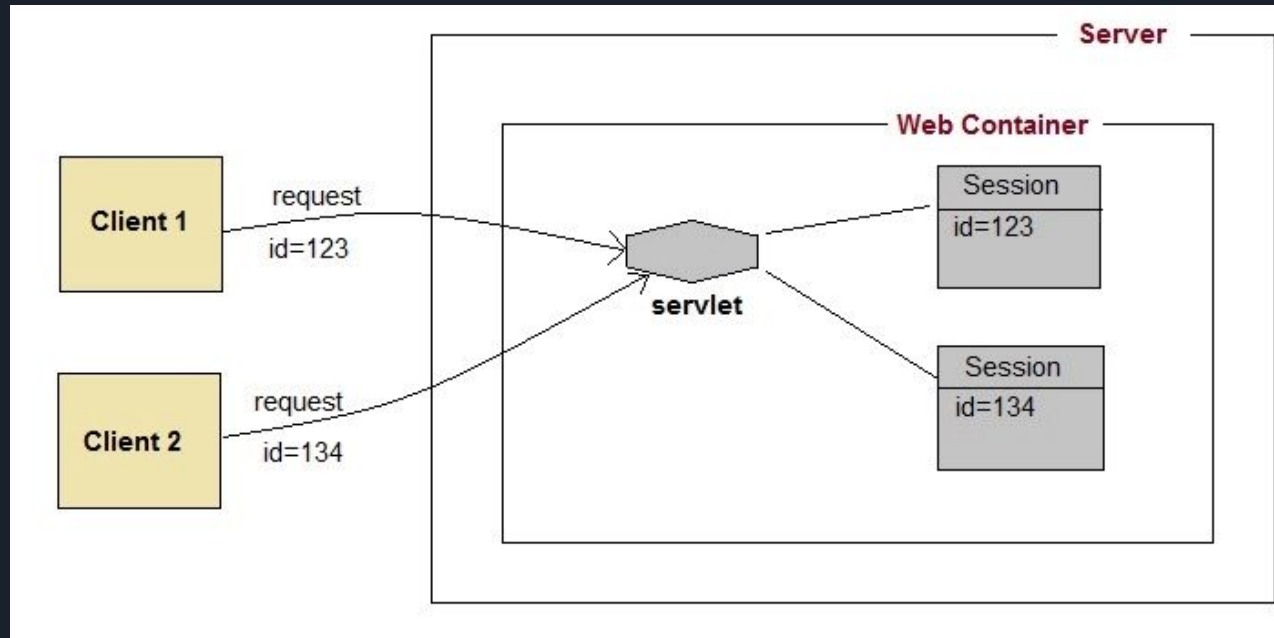 Server
Web Container
Client 1
request
id=123
servlet
Session
id=123
Client 2
request
id=134
Session
id=134